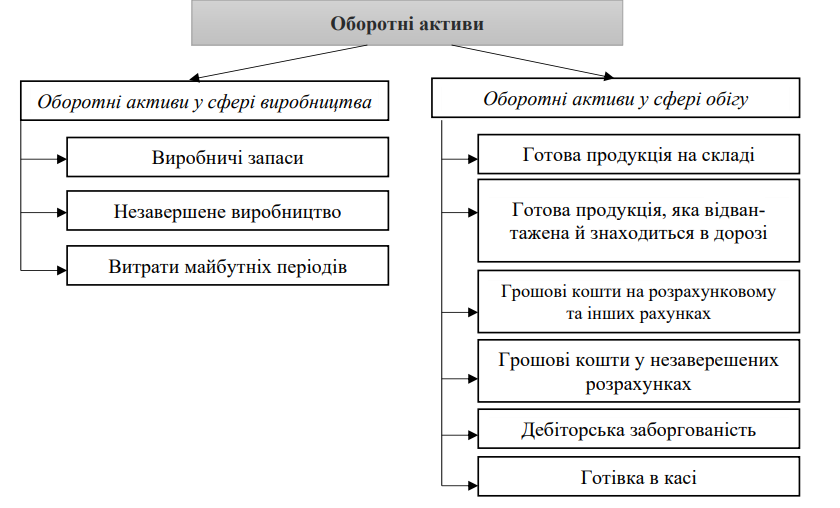 Оборотні активи
Оборотні активи у сфері виробництва
Виробничі запаси
Незавершене виробництво
Витрати майбутніх періодів
Оборотні активи у сфері обігу
Готова продукція на складі
Готова продукція, яка відван-
тажена й знаходиться в дорозі
Грошові кошти на розрахунковому
та інших рахунках
Грошові кошти у незаверешених
розрахунках
Дебіторська заборгованість
Готівка в касі